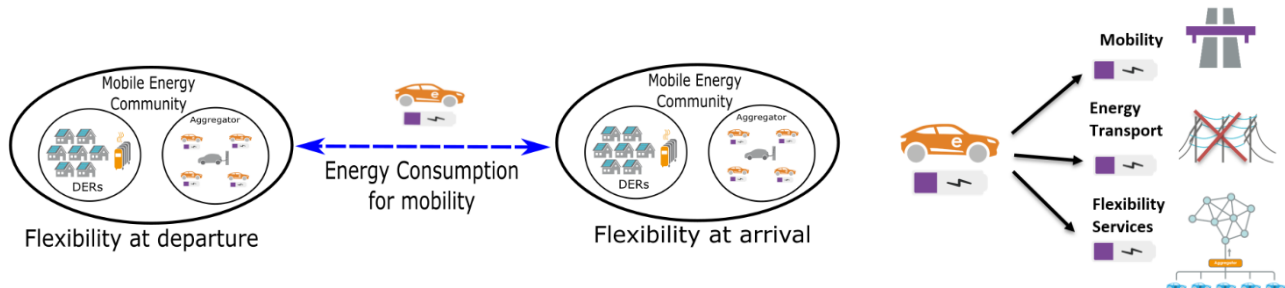 Mobile Energy
Community
Aggregator
DERs
Flexibility at departure
e
Energy Consumption
for mobility
Mobile Energy
Community
Aggregator
DERs
Flexibility at arrival
e
Mobility
Energy
Transport
Flexibility
Services
Aggregator